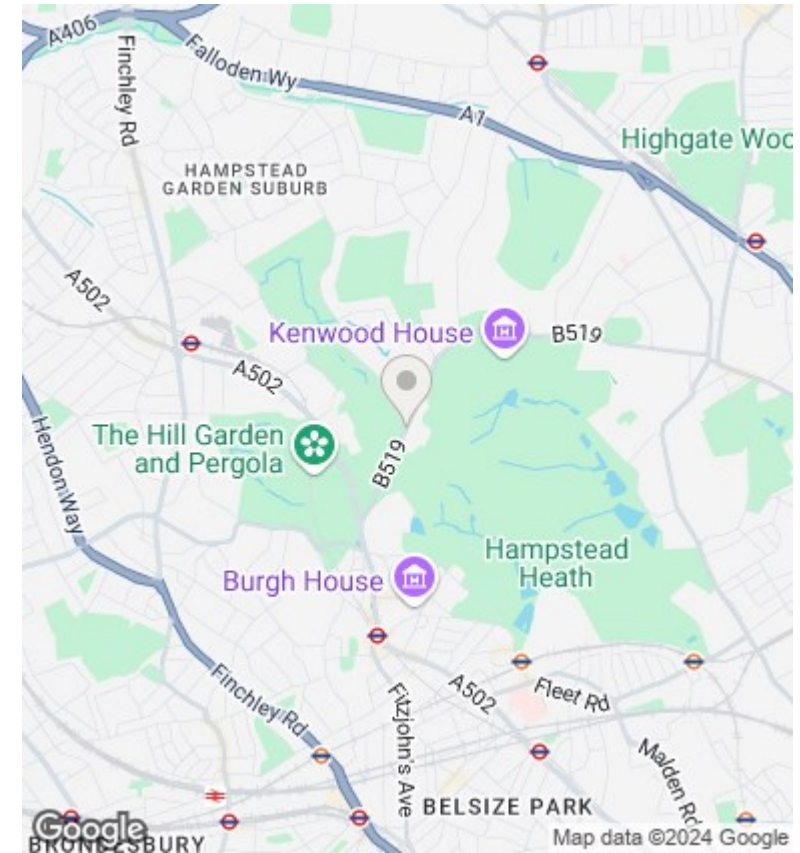 A406
Finchley Rd
Falloden Wy
A1
Highgate Woo
HAMPSTEAD
GARDEN SUBURB
A502
Kenwood House
B519
A502
The Hill Garden
and Pergola
B519
Hendon Way
Hampstead
Heath
Burgh House
Finchley Rd
Fitzjohn's Ave
A502
Fleet Rd
Malden Rd
BELSIZE PARK
Google
BRONDESBURY
Map data ©2024 Google